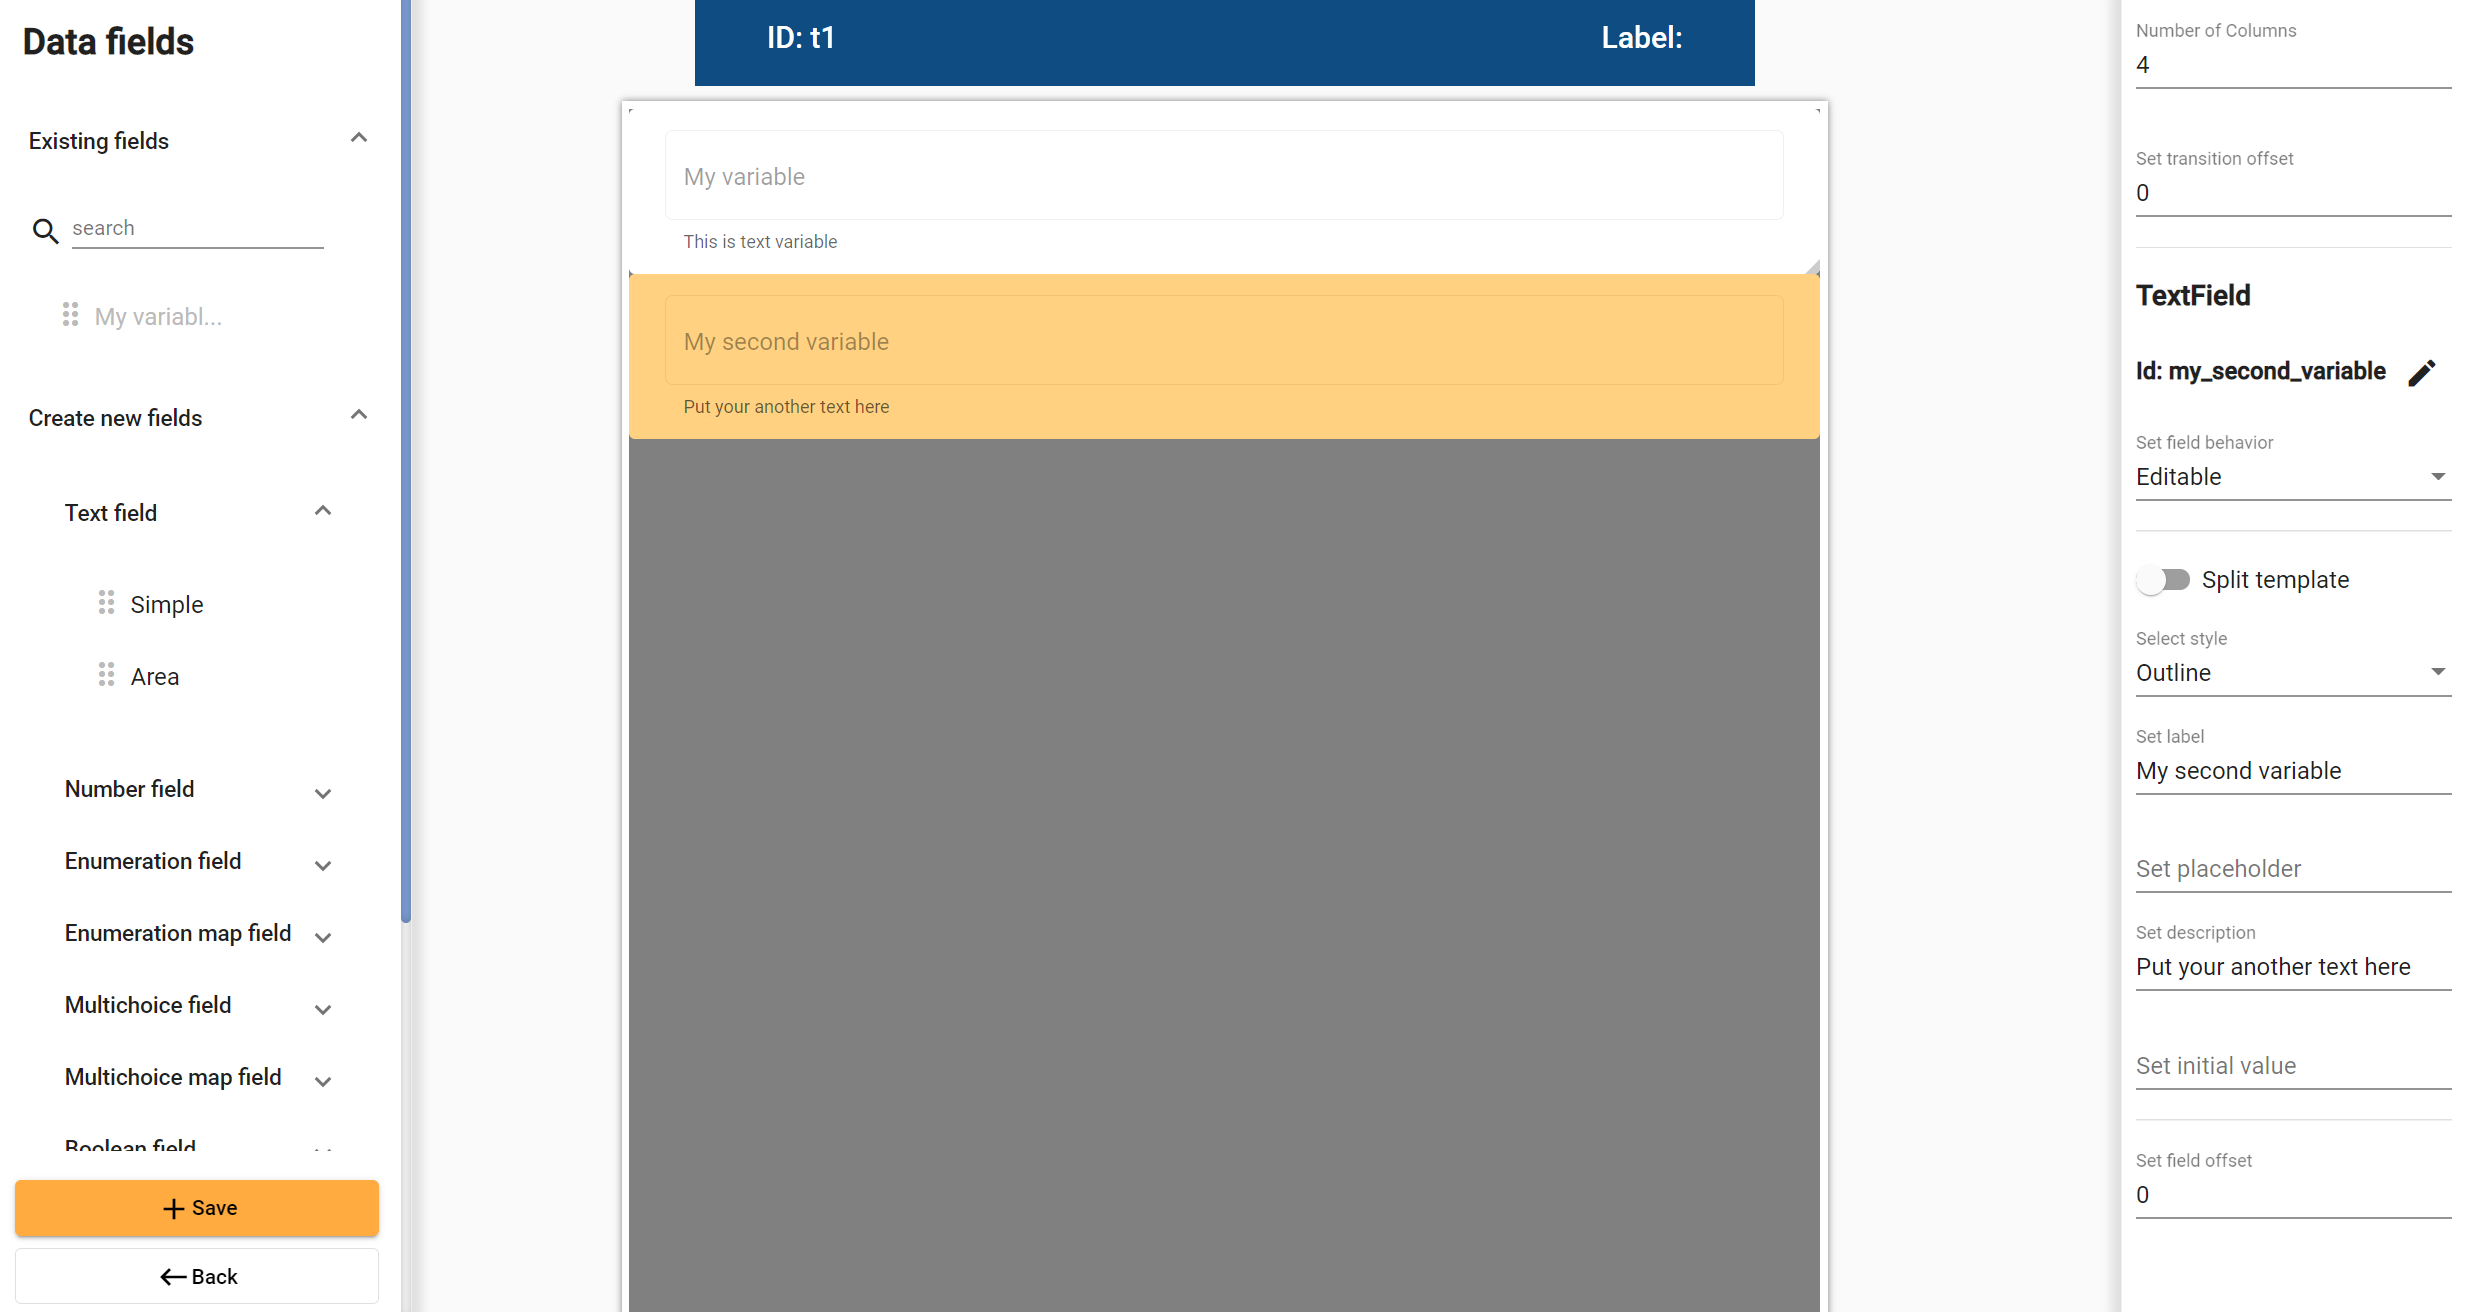 Data fields
Existing fields
search
My variabl...
Create new fields
Text field
Simple
Area
Number field
Enumeration field
Enumeration map field
Multichoice field
Multichoice map field
Boolean field
Save
Back
ID: t1
Label:
My variable
This is text variable
My second variable
Put your another text here
Number of Columns
4
Set transition offset
0
TextField
Id: my_second_variable
Set field behavior
Editable
Split template
Select style
Outline
Set label
My second variable
Set placeholder
Set description
Put your another text here
Set initial value
Set field offset
0